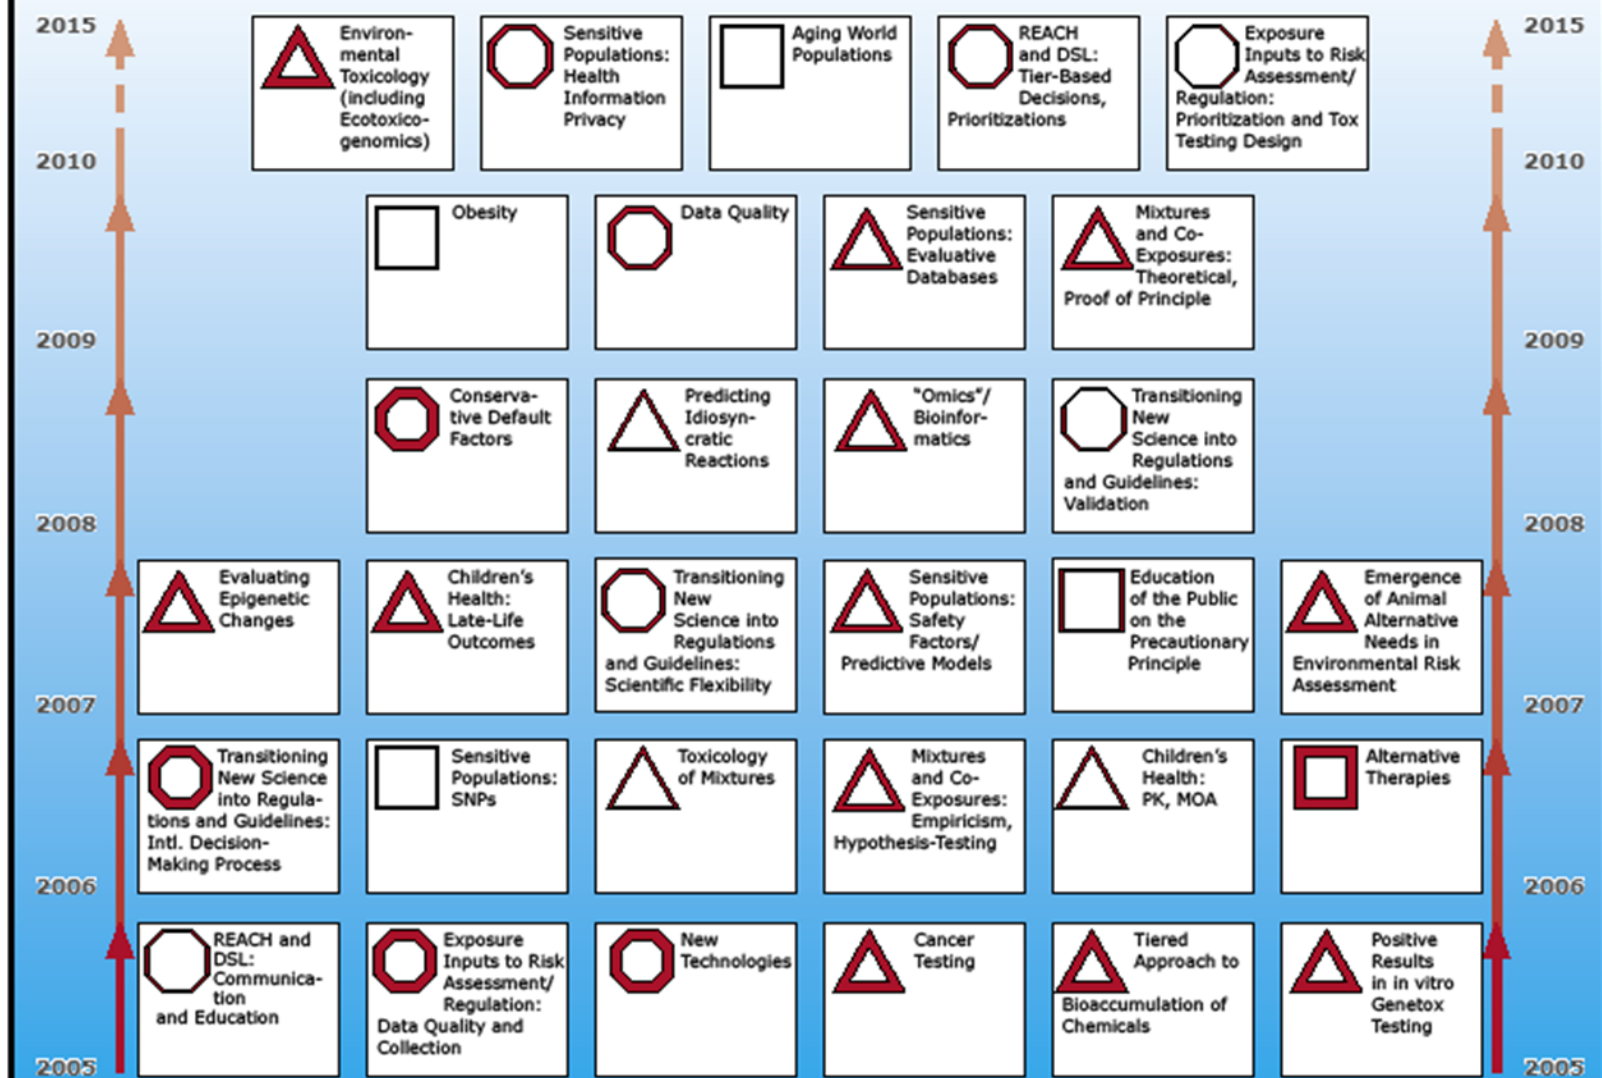 2015
2015
Environ-
mental
Toxicology
(including
Ecotoxico-
genomics)
Sensitive
Populations:
Health
Information
Privacy
Aging World
Populations
REACH
and DSL:
Tier-Based
Decisions,
Prioritizations
Exposure
Inputs to Risk
Assessment/
Regulation:
Prioritization and Tox
Testing Design
2010
2010
Obesity
Data Quality
Sensitive
Populations:
Evaluative
Databases
Mixtures
and Co-
Exposures:
Theoretical,
Proof of Principle
2009
2009
Conserva-
tive Default
Factors
Predicting
Idiosyn-
cratic
Reactions
"Omics"/
Bioinfor-
matics
Transitioning
New
Science into
Regulations
and Guidelines:
Validation
2008
2008
Evaluating
Epigenetic
Changes
Children's
Health:
Late-Life
Outcomes
Transitioning
New
Science into
Regulations
and Guidelines:
Scientific Flexibility
Sensitive
Populations:
Safety
Factors/
Predictive Models
Education
of the Public
on the
Precautionary
Principle
Emergence
of Animal
Alternative
Needs in
Environmental Risk
Assessment
2007
2007
Transitioning
New Science
into Regula-
tions and Guidelines:
Intl. Decision-
Making Process
Sensitive
Populations:
SNPs
Toxicology
of Mixtures
Mixtures
and Co-
Exposures:
Empiricism,
Hypothesis-Testing
Children's
Health:
PK, MOA
Alternative
Therapies
2006
2006
REACH and
DSL:
Communica-
tion
and Education
Exposure
Inputs to Risk
Assessment/
Regulation:
Data Quality and
Collection
New
Technologies
Cancer
Testing
Tiered
Approach to
Bioaccumulation of
Chemicals
Positive
Results
in in vitro
Genetox
Testing
2005
2005